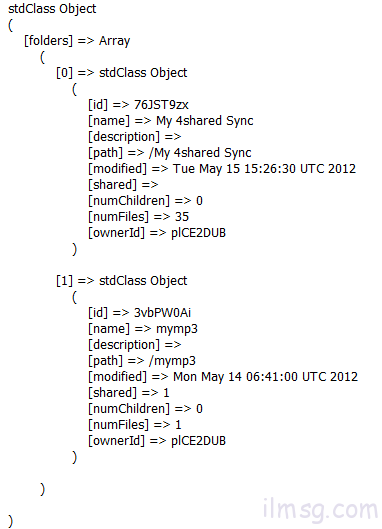 stdClass Object
(
[folders] => Array
(
[0] => stdClass Object
(
[id] => 76JST9zx
[name] => My 4shared Sync
[description] =>
[path] => /My 4shared Sync
[modified] => Tue May 15 15:26:30 UTC 2012
[shared] =>
[numChildren] => 0
[numFiles] => 35
[ownerId] => plCE2DUB
)
[1] => stdClass Object
(
[id] => 3vbPW0Ai
[name] => mymp3
[description] =>
[path] => /mymp3
[modified] => Mon May 14 06:41:00 UTC 2012
[shared] => 1
[numChildren] => 0
[numFiles] => 1
[ownerId] => plCE2DUB
)
)
)
ilmsg.com